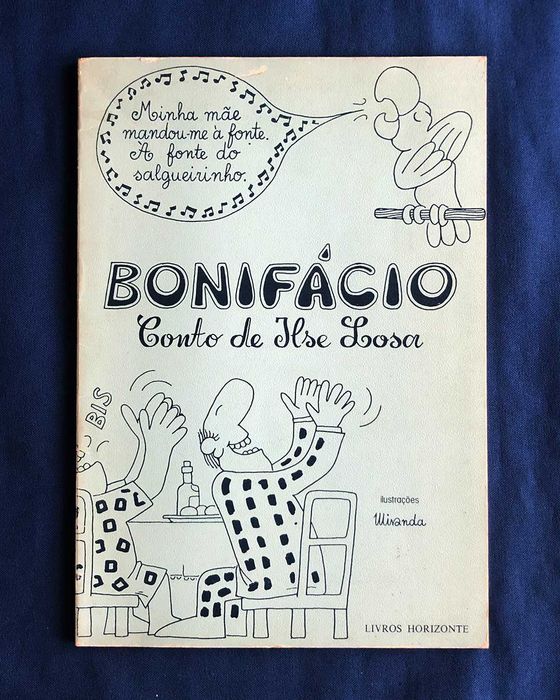 Minha mãe
mandou-me à fonte.
À fonte do
salgueirinho.
BONIFÁCIO
Conto de Ilse Losa
BIS
ilustrações
Miranda
LIVROS HORIZONTE